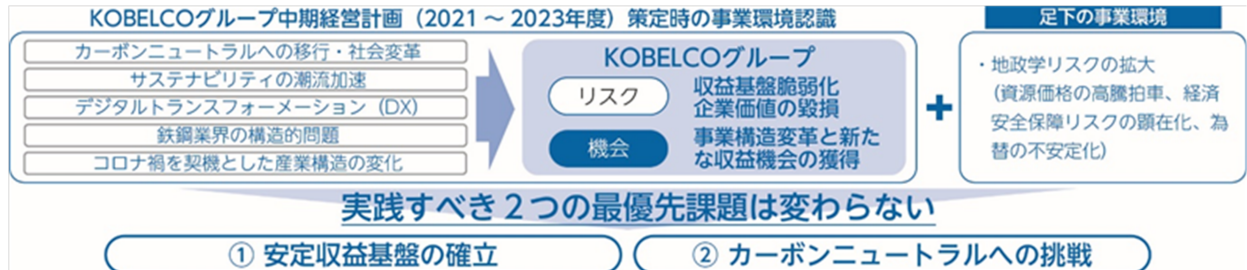 KOBELCOグループ中期経営計画（2021 ～ 2023年度）策定時の事業環境認識
カーボンニュートラルへの移行・社会変革
サステナビリティの潮流加速
デジタルトランスフォーメーション（DX）
鉄鋼業界の構造的問題
コロナ禍を契機とした産業構造の変化
KOBELCOグループ
リスク
収益基盤脆弱化
企業価値の毀損
機会
事業構造変革と新た
な収益機会の獲得
+
足下の事業環境
・地政学リスクの拡大
（資源価格の高騰拍車、経済
安全保障リスクの顕在化、為
替の不安定化）
実践すべき２つの最優先課題は変わらない
① 安定収益基盤の確立
② カーボンニュートラルへの挑戦